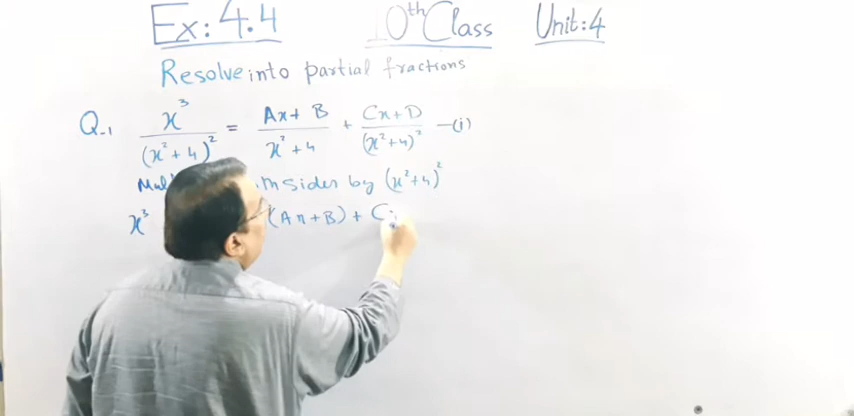 Ex: 4.4 10th Class Unit: 4
Resolve into partial fractions
Q-1 x³/(x²+4)² = Ax+B/x²+4 + Cx+D/(x²+4)² —(i)
sides by (x²+4)²
x³ (Ax+B) + C